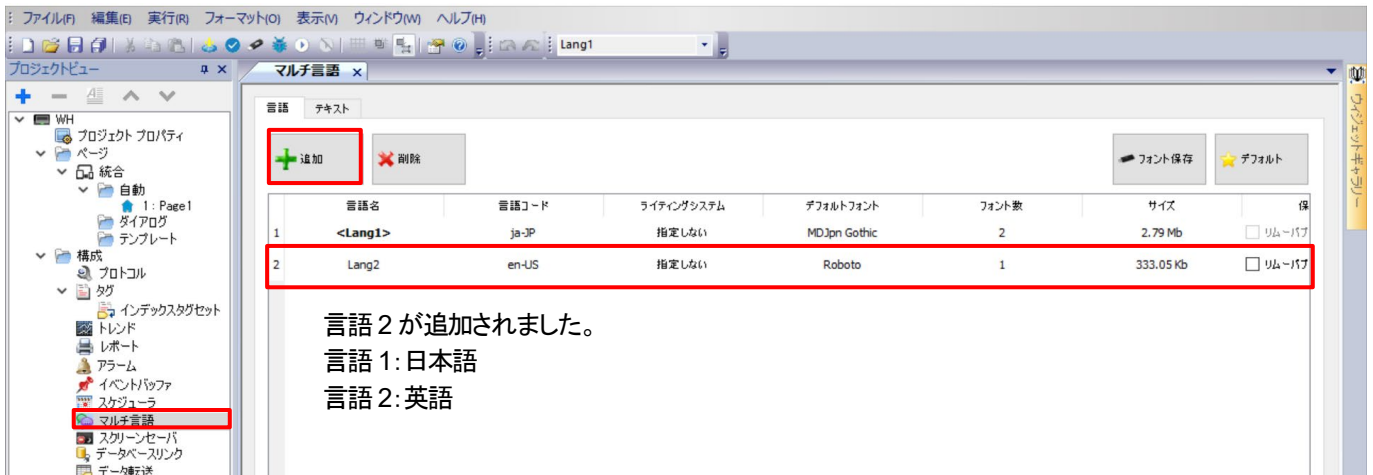 ファイル(F) 編集(E) 実行(R) フォーマット(O) 表示(V) ウィンドウ(W) ヘルプ(H)
Lang1
プロジェクトビュー
マルチ言語
WH
プロジェクト プロパティ
ページ
統合
自動
1 : Page1
ダイアログ
テンプレート
構成
プロトコル
タグ
インデックスタグセット
トレンド
レポート
アラーム
イベントバッファ
スケジューラ
マルチ言語
スクリーンセーバ
データベースリンク
データ転送
言語 テキスト
追加 削除 フォント保存 デフォルト
言語名 言語コード ライティングシステム デフォルトフォント フォント数 サイズ 保
1 <Lang1> ja-JP 指定しない MDJpn Gothic 2 2.79 Mb リムーバブ
2 Lang2 en-US 指定しない Roboto 1 333.05 Kb リムーバブ
言語 2 が追加されました。
言語 1：日本語
言語 2：英語
ウィジェットギャラリー